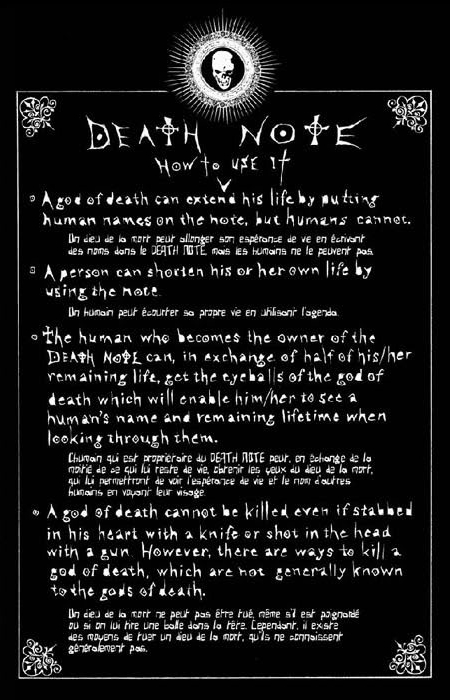 DEATH NOTE
How to USE It
A god of death can extend his life by putting
human names on the note, but humans cannot.
Un dieu de la mort peut allonger son espérance de vie en écrivant
des noms dans le DEATH NOTE, mais les humains ne le peuvent pas.
A person can shorten his or her own life by
using the note.
Un humain peut écourter sa propre vie en utilisant l'agenda.
The human who becomes the owner of the
DEATH NOTE can, in exchange of half of his/her
remaining life, get the eyeballs of the god of
death which will enable him/her to see a
human's name and remaining lifetime when
looking through them.
L'humain qui est propriétaire du DEATH NOTE peut, en échange de la
moitié de ce qui lui reste de vie, obtenir les yeux du dieu de la mort,
qui lui permettront de voir l'espérance de vie et le nom d'autres
humains en voyant leur visage.
A god of death cannot be killed even if stabbed
in his heart with a knife or shot in the head
with a gun. However, there are ways to kill a
god of death, which are not generally known
to the gods of death.
Un dieu de la mort ne peut pas être tué, même s'il est poignardé
ou si on lui tire une balle dans la tête. Cependant, il existe
des moyens de tuer un dieu de la mort, qu'ils ne connaissent
généralement pas.